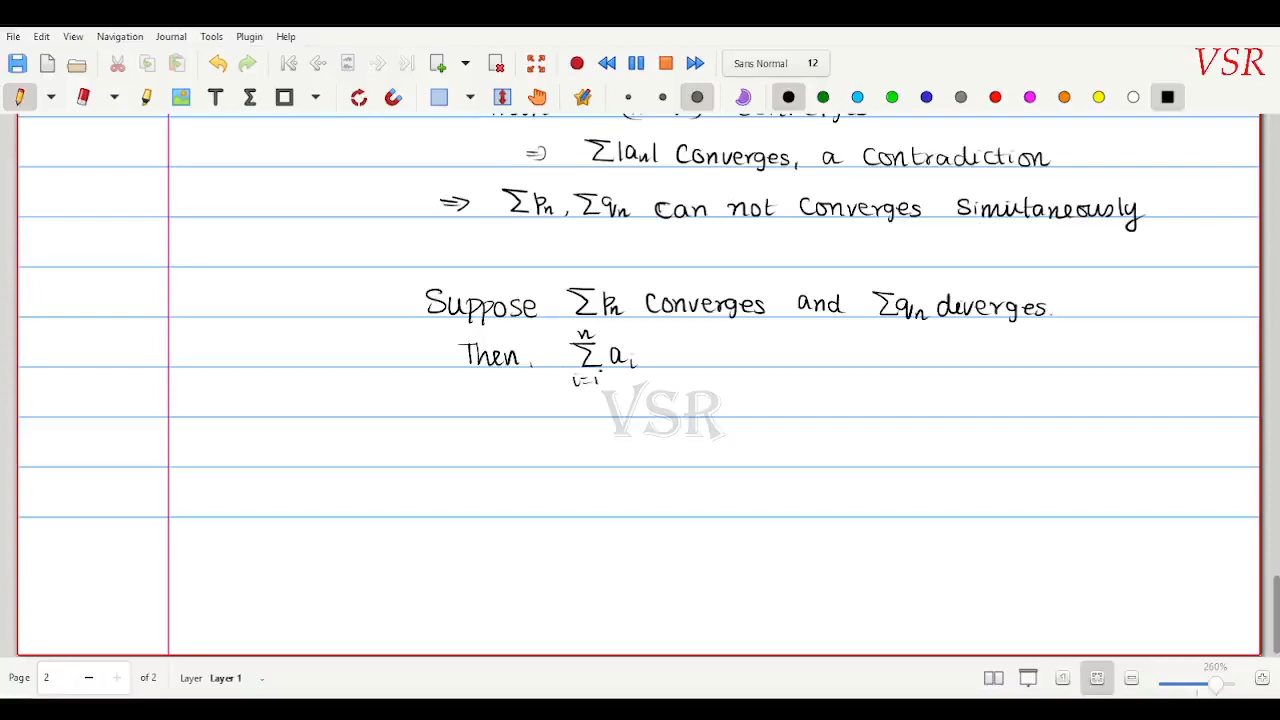 File Edit View Navigation Journal Tools Plugin Help
VSR
Sans Normal 12
Converges
⇒ Σ|aₙ| Converges, a Contradiction
⇒ Σpₙ, Σqₙ can not Converges Simultaneously
Suppose Σpₙ Converges and Σqₙ diverges.
Then, \sum_{i=i}^{n} aᵢ
VSR
Page 2 of 2 Layer Layer 1 260%